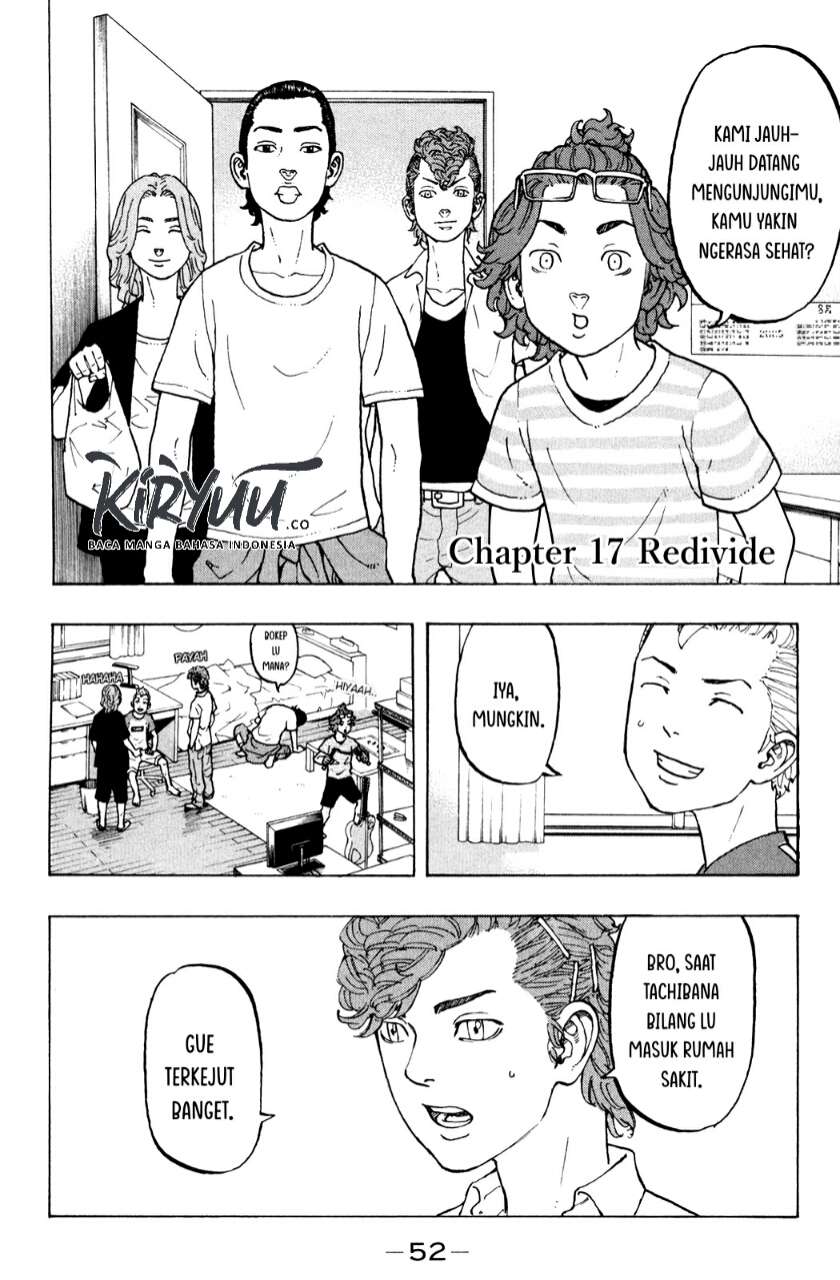 KAMI JAUH-
JAUH DATANG
MENGUNJUNGIMU,
KAMU YAKIN
NGERASA SEHAT?
KIRYUU.CO
BACA MANGA BAHASA INDONESIA
Chapter 17 Redivide
HAHAHA
PAYAH
BOKEP
LU
MANA?
HIYAAH..
IYA,
MUNGKIN.
BRO, SAAT
TACHIBANA
BILANG LU
MASUK RUMAH
SAKIT.
GUE
TERKEJUT
BANGET.
—52—